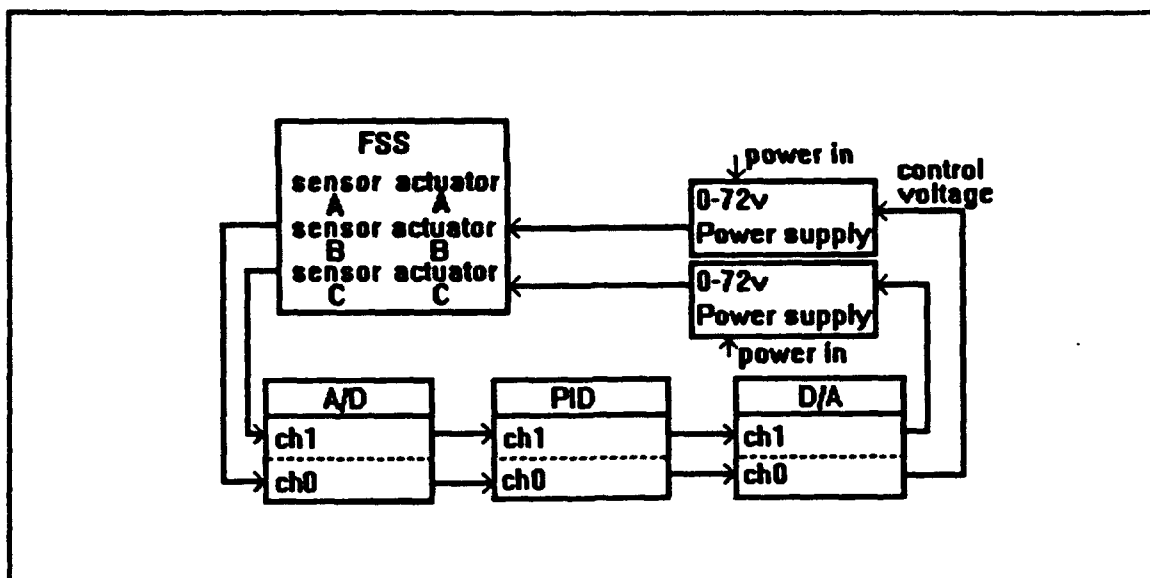 FSS
sensor actuator
A A
sensor actuator
B B
sensor actuator
C C
power in
control
voltage
0-72v
Power supply
0-72v
Power supply
power in
A/D
ch1
ch0
PID
ch1
ch0
D/A
ch1
ch0